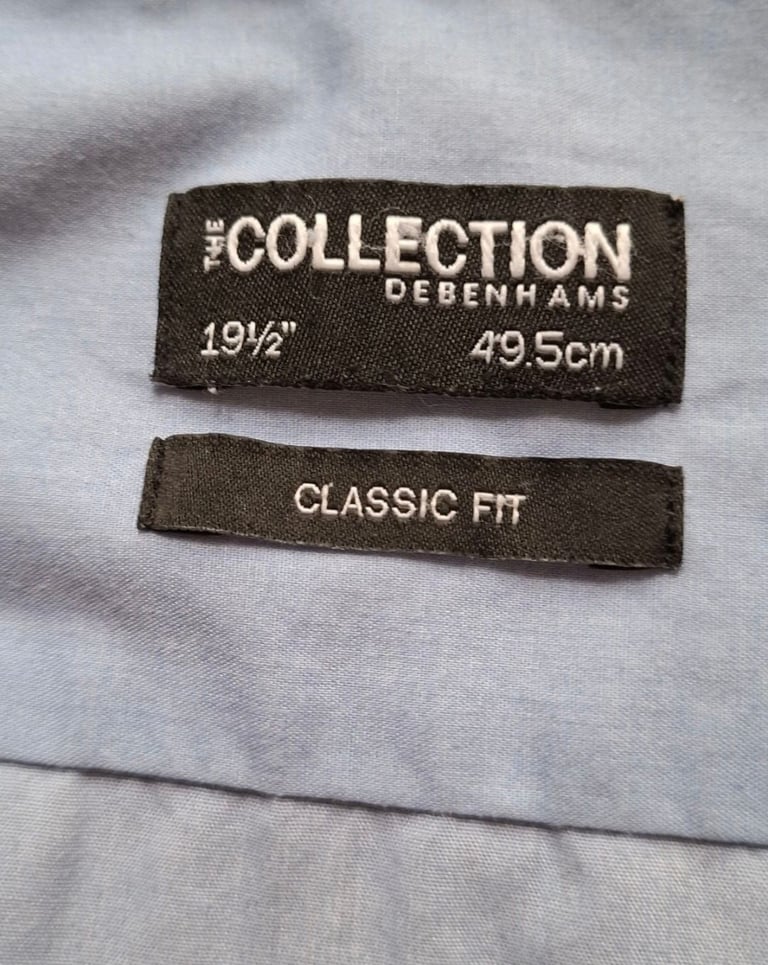 THE COLLECTION
DEBENHAMS
19½" 49.5cm
CLASSIC FIT